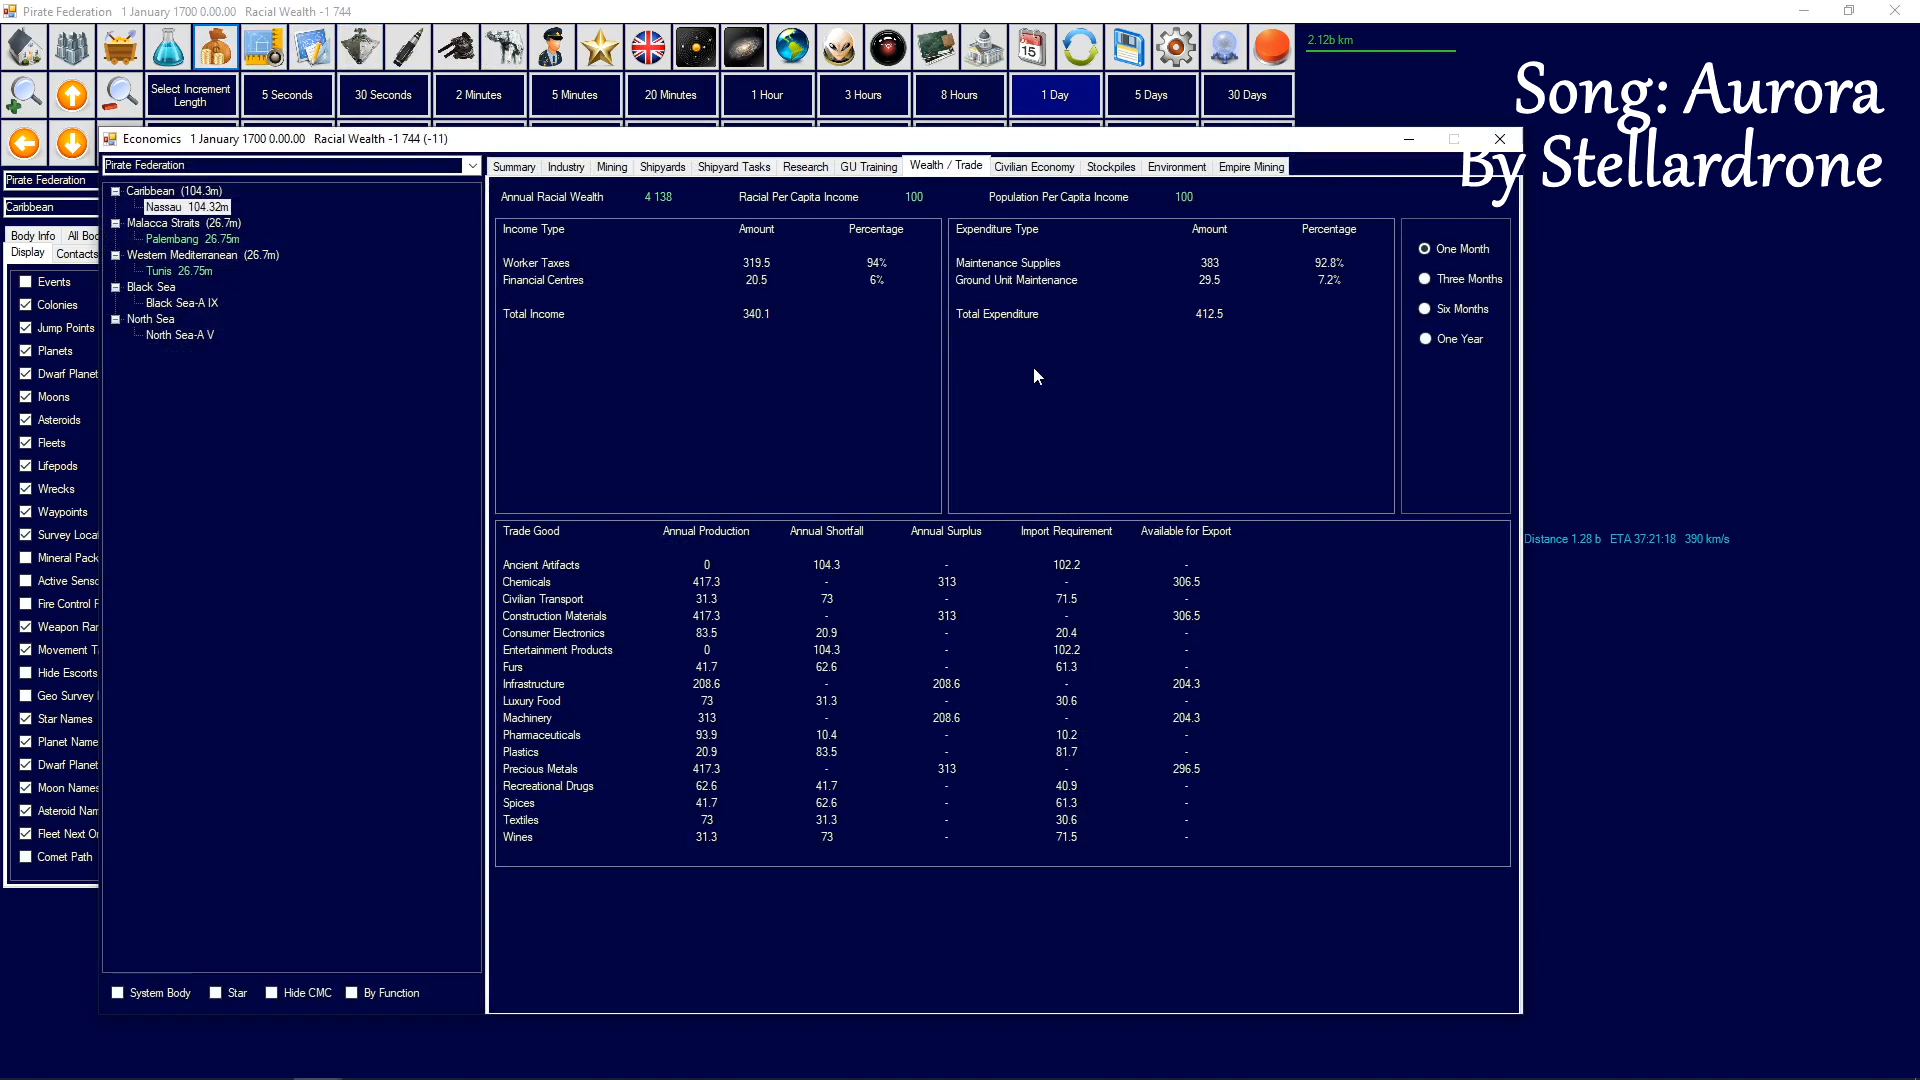 Pirate Federation 1 January 1700 0.00.00 Racial Wealth -1 744
2.12b km
Song: Aurora
By Stellardrone
Select Increment Length
5 Seconds
30 Seconds
2 Minutes
5 Minutes
20 Minutes
1 Hour
3 Hours
8 Hours
1 Day
5 Days
30 Days
Economics 1 January 1700 0.00.00 Racial Wealth -1 744 (-11)
Pirate Federation
Caribbean
Body Info All Bod
Display Contacts
Events
Colonies
Jump Points
Planets
Dwarf Planet
Moons
Asteroids
Fleets
Lifepods
Wrecks
Waypoints
Survey Locat
Mineral Pack
Active Senso
Fire Control R
Weapon Ran
Movement T
Hide Escorts
Geo Survey
Star Names
Planet Name
Dwarf Planet
Moon Names
Asteroid Nam
Fleet Next Or
Comet Path
Pirate Federation
Caribbean (104.3m)
Nassau 104.32m
Malacca Straits (26.7m)
Palembang 26.75m
Western Mediterranean (26.7m)
Tunis 26.75m
Black Sea
Black Sea-A IX
North Sea
North Sea-A V
System Body Star Hide CMC By Function
Summary Industry Mining Shipyards Shipyard Tasks Research GU Training Wealth / Trade Civilian Economy Stockpiles Environment Empire Mining
Annual Racial Wealth 4 138 Racial Per Capita Income 100 Population Per Capita Income 100
Income Type Amount Percentage
Worker Taxes 319.5 94%
Financial Centres 20.5 6%
Total Income 340.1
Expenditure Type Amount Percentage
Maintenance Supplies 383 92.8%
Ground Unit Maintenance 29.5 7.2%
Total Expenditure 412.5
One Month
Three Months
Six Months
One Year
Trade Good Annual Production Annual Shortfall Annual Surplus Import Requirement Available for Export
Ancient Artifacts 0 104.3 - 102.2 -
Chemicals 417.3 - 313 - 306.5
Civilian Transport 31.3 73 - 71.5 -
Construction Materials 417.3 - 313 - 306.5
Consumer Electronics 83.5 20.9 - 20.4 -
Entertainment Products 0 104.3 - 102.2 -
Furs 41.7 62.6 - 61.3 -
Infrastructure 208.6 - 208.6 - 204.3
Luxury Food 73 31.3 - 30.6 -
Machinery 313 - 208.6 - 204.3
Pharmaceuticals 93.9 10.4 - 10.2 -
Plastics 20.9 83.5 - 81.7 -
Precious Metals 417.3 - 313 - 296.5
Recreational Drugs 62.6 41.7 - 40.9 -
Spices 41.7 62.6 - 61.3 -
Textiles 73 31.3 - 30.6 -
Wines 31.3 73 - 71.5 -
Distance 1.28 b ETA 37:21:18 390 km/s